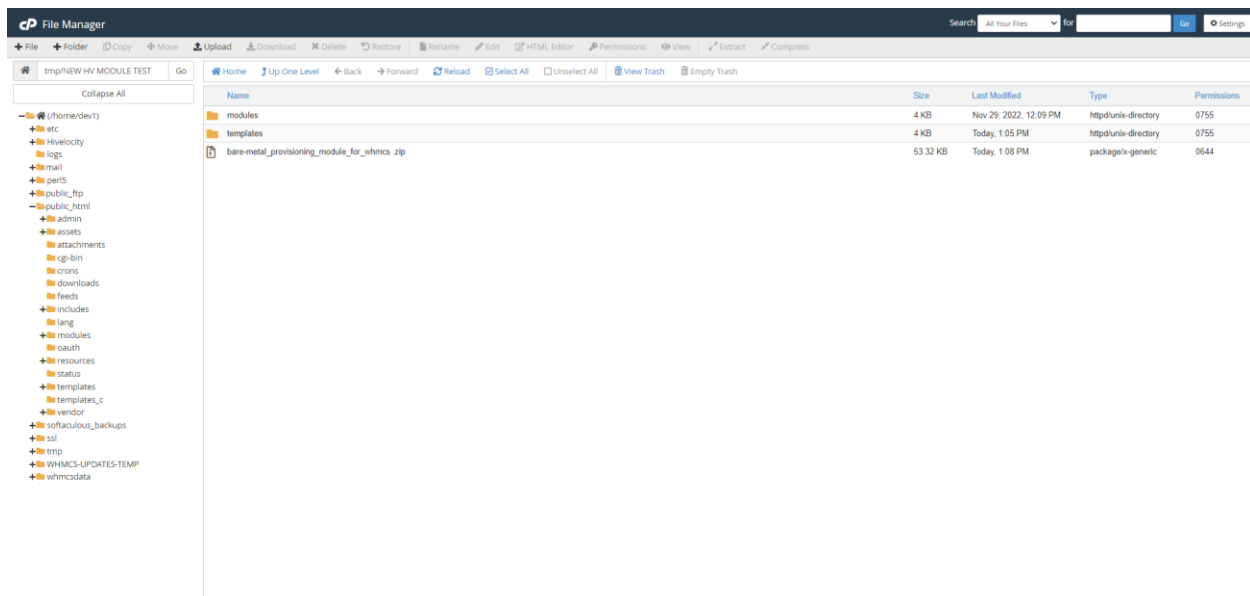 cP File Manager Search All Your Files for Go Settings
File Folder Copy Move Upload Download Delete Restore Rename Edit HTML Editor Permissions View Extract Compress
tmp/NEW HV MODULE TEST Go Home Up One Level Back Forward Reload Select All Unselect All View Trash Empty Trash
Collapse All
(/home/dev1)
etc
Hivelocity
logs
mail
perl5
public_ftp
public_html
admin
assets
attachments
cgi-bin
crons
downloads
feeds
includes
lang
modules
oauth
resources
status
templates
templates_c
vendor
softaculous_backups
ssl
tmp
WHMCS-UPDATES-TEMP
whmcsdata
Name Size Last Modified Type Permissions
modules 4 KB Nov 29, 2022, 12:09 PM httpd/unix-directory 0755
templates 4 KB Today, 1:05 PM httpd/unix-directory 0755
bare-metal_provisioning_module_for_whmcs .zip 53.32 KB Today, 1:08 PM package/x-generic 0644